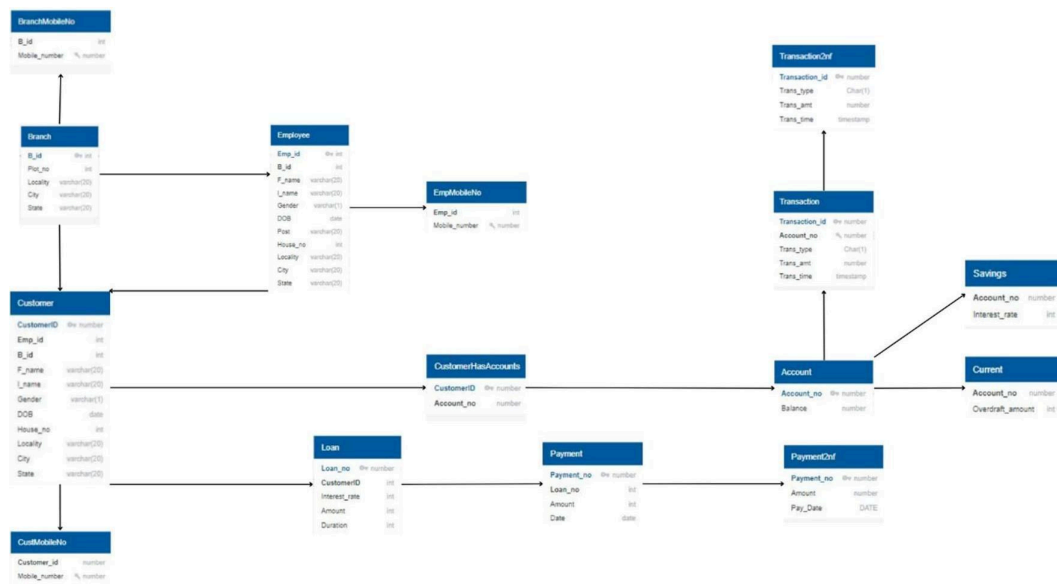 BranchMobileNo
B_id int
Mobile_number number
Branch
B_id int
Plot_no int
Locality varchar(20)
City varchar(20)
State varchar(20)
Employee
Emp_id int
B_id int
F_name varchar(20)
l_name varchar(20)
Gender varchar(1)
DOB date
Post varchar(20)
House_no int
Locality varchar(20)
City varchar(20)
State varchar(20)
EmpMobileNo
Emp_id int
Mobile_number number
Transaction2nf
Transaction_id number
Trans_type Char(1)
Trans_amt number
Trans_time timestamp
Transaction
Transaction_id number
Account_no number
Trans_type Char(1)
Trans_amt number
Trans_time timestamp
Savings
Account_no number
Interest_rate int
Customer
CustomerID number
Emp_id int
B_id int
F_name varchar(20)
l_name varchar(20)
Gender varchar(1)
DOB date
House_no int
Locality varchar(20)
City varchar(20)
State varchar(20)
CustomerHasAccounts
CustomerID number
Account_no number
Account
Account_no number
Balance number
Current
Account_no number
Overdraft_amount int
Loan
Loan_no number
CustomerID int
Interest_rate int
Amount int
Duration int
Payment
Payment_no number
Loan_no int
Amount int
Date date
Payment2nf
Payment_no number
Amount number
Pay_Date DATE
CustMobileNo
Customer_id number
Mobile_number number